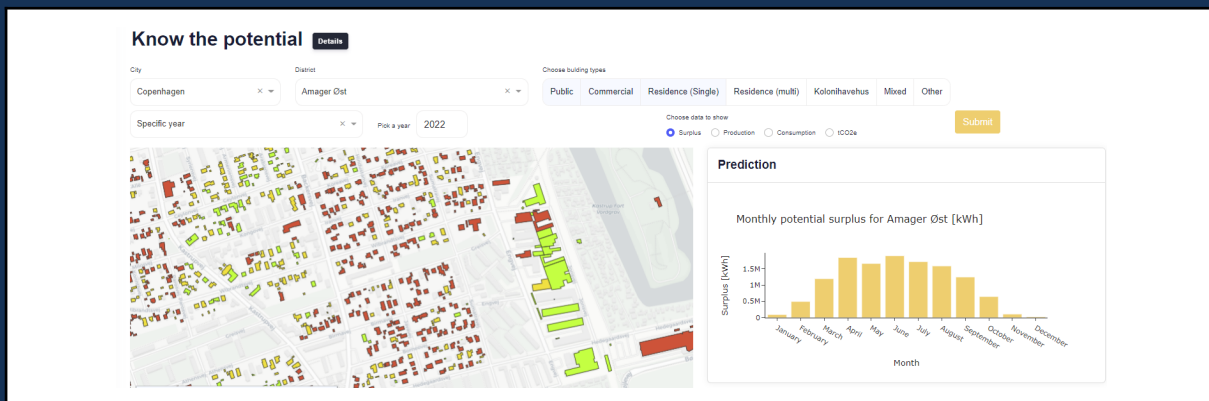 Know the potential Details
City District Choose bulding types
Copenhagen × Amager Øst × Public Commercial Residence (Single) Residence (multi) Kolonihavehus Mixed Other
Specific year × Pick a year 2022 Choose data to show Submit
Surplus Production Consumption tCO2e
Prediction
Monthly potential surplus for Amager Øst [kWh]
Surplus [kWh]
1.5M
1M
0.5M
0
January February March April May June July August September October November December
Month